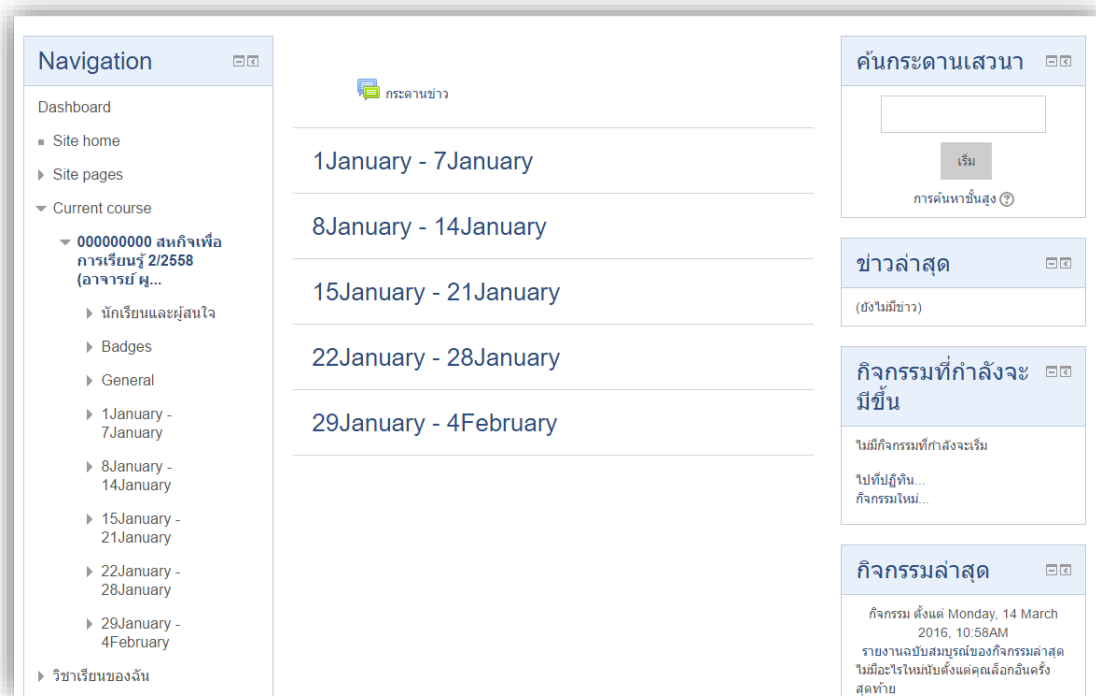 Navigation
Dashboard
Site home
Site pages
Current course
000000000 สหกิจเพื่อ
การเรียนรู้ 2/2558
(อาจารย์ ผู...
นักเรียนและผู้สนใจ
Badges
General
1January -
7January
8January -
14January
15January -
21January
22January -
28January
29January -
4February
วิชาเรียนของฉัน
กระดานข่าว
1January - 7January
8January - 14January
15January - 21January
22January - 28January
29January - 4February
ค้นกระดานเสวนา
เริ่ม
การค้นหาขั้นสูง
ข่าวล่าสุด
(ยังไม่มีข่าว)
กิจกรรมที่กำลังจะ
มีขึ้น
ไม่มีกิจกรรมที่กำลังจะเริ่ม
ไปที่ปฏิทิน...
กิจกรรมใหม่...
กิจกรรมล่าสุด
กิจกรรม ตั้งแต่ Monday, 14 March
2016, 10:58AM
รายงานฉบับสมบูรณ์ของกิจกรรมล่าสุด
ไม่มีอะไรใหม่นับตั้งแต่คุณล็อกอินครั้ง
สุดท้าย